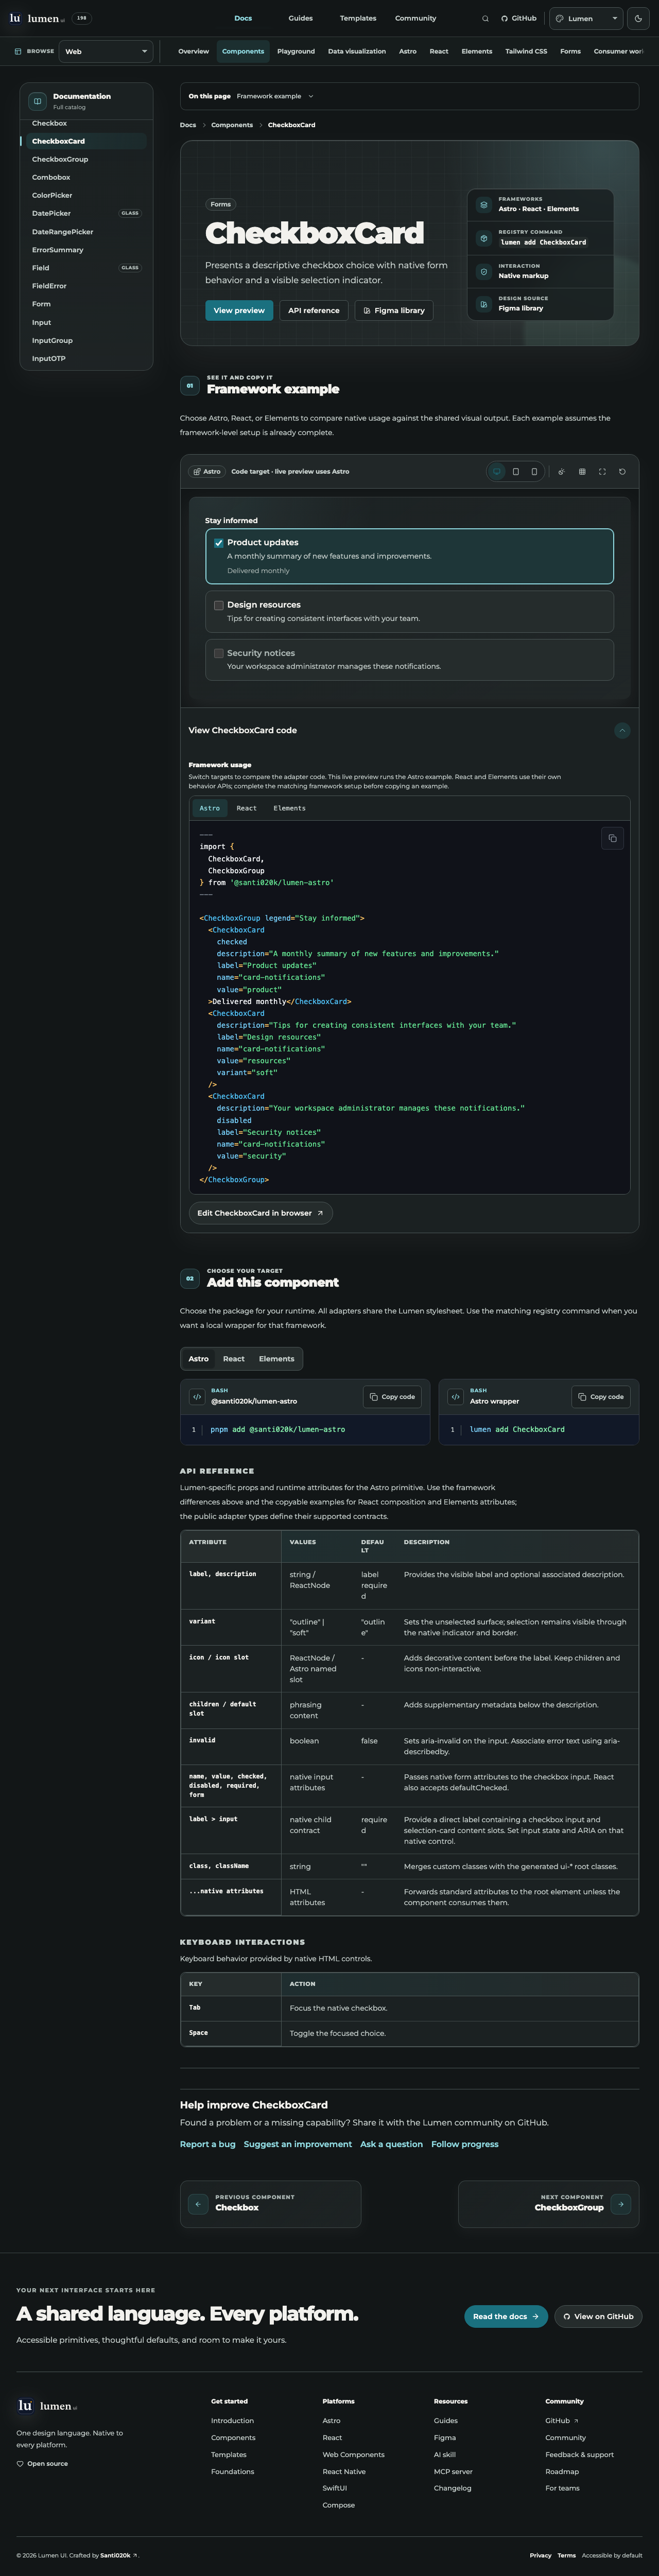 lu lumen ui 198
Docs Guides Templates Community
GitHub Lumen
BROWSE Web
Overview Components Playground Data visualization Astro React Elements Tailwind CSS Forms
Documentation
Full catalog
Checkbox
CheckboxCard
CheckboxGroup
Combobox
ColorPicker
DatePicker GLASS
DateRangePicker
ErrorSummary
Field GLASS
FieldError
Form
Input
InputGroup
InputOTP
On this page Framework example
Docs Components CheckboxCard
Forms
CheckboxCard
Presents a descriptive checkbox choice with native form
behavior and a visible selection indicator.
View preview API reference Figma library
FRAMEWORKS
Astro · React · Elements
REGISTRY COMMAND
lumen add CheckboxCard
INTERACTION
Native markup
DESIGN SOURCE
Figma library
01
SEE IT AND COPY IT
Framework example
Choose Astro, React, or Elements to compare native usage against the shared visual output. Each example assumes the
framework-level setup is already complete.
Astro Code target · live preview uses Astro
Stay informed
Product updates
A monthly summary of new features and improvements.
Delivered monthly
Design resources
Tips for creating consistent interfaces with your team.
Security notices
Your workspace administrator manages these notifications.
View CheckboxCard code
Framework usage
Switch targets to compare the adapter code. This live preview runs the Astro example. React and Elements use their own
behavior APIs; complete the matching framework setup before copying an example.
Astro React Elements
---
import {
CheckboxCard,
CheckboxGroup
} from '@santi020k/lumen-astro'
---
<CheckboxGroup legend="Stay informed">
<CheckboxCard
checked
description="A monthly summary of new features and improvements."
label="Product updates"
name="card-notifications"
value="product"
>Delivered monthly</CheckboxCard>
<CheckboxCard
description="Tips for creating consistent interfaces with your team."
label="Design resources"
name="card-notifications"
value="resources"
variant="soft"
/>
<CheckboxCard
description="Your workspace administrator manages these notifications."
disabled
label="Security notices"
name="card-notifications"
value="security"
/>
</CheckboxGroup>
Edit CheckboxCard in browser
02
CHOOSE YOUR TARGET
Add this component
Choose the package for your runtime. All adapters share the Lumen stylesheet. Use the matching registry command when you
want a local wrapper for that framework.
Astro React Elements
BASH
@santi020k/lumen-astro
Copy code
1 pnpm add @santi020k/lumen-astro
BASH
Astro wrapper
Copy code
1 lumen add CheckboxCard
API REFERENCE
Lumen-specific props and runtime attributes for the Astro primitive. Use the framework
differences above and the copyable examples for React composition and Elements attributes;
the public adapter types define their supported contracts.
ATTRIBUTE VALUES DEFAU
LT DESCRIPTION
label, description string /
ReactNode label
require
d Provides the visible label and optional associated description.
variant "outline" |
"soft" "outlin
e" Sets the unselected surface; selection remains visible through
the native indicator and border.
icon / icon slot ReactNode /
Astro named
slot - Adds decorative content before the label. Keep children and
icons non-interactive.
children / default
slot phrasing
content - Adds supplementary metadata below the description.
invalid boolean false Sets aria-invalid on the input. Associate error text using aria-
describedby.
name, value, checked,
disabled, required,
form native input
attributes - Passes native form attributes to the checkbox input. React
also accepts defaultChecked.
label > input native child
contract require
d Provide a direct label containing a checkbox input and
selection-card content slots. Set input state and ARIA on that
native control.
class, className string "" Merges custom classes with the generated ui-* root classes.
...native attributes HTML
attributes - Forwards standard attributes to the root element unless the
component consumes them.
KEYBOARD INTERACTIONS
Keyboard behavior provided by native HTML controls.
KEY ACTION
Tab Focus the native checkbox.
Space Toggle the focused choice.
Help improve CheckboxCard
Found a problem or a missing capability? Share it with the Lumen community on GitHub.
Report a bug Suggest an improvement Ask a question Follow progress
PREVIOUS COMPONENT
Checkbox
NEXT COMPONENT
CheckboxGroup
YOUR NEXT INTERFACE STARTS HERE
A shared language. Every platform.
Accessible primitives, thoughtful defaults, and room to make it yours.
Read the docs View on GitHub
lu lumen ui
One design language. Native to
every platform.
Open source
Get started
Introduction
Components
Templates
Foundations
Platforms
Astro
React
Web Components
React Native
SwiftUI
Compose
Resources
Guides
Figma
AI skill
MCP server
Changelog
Community
GitHub
Community
Feedback & support
Roadmap
For teams
© 2026 Lumen UI. Crafted by Santi020k .
Privacy Terms Accessible by default